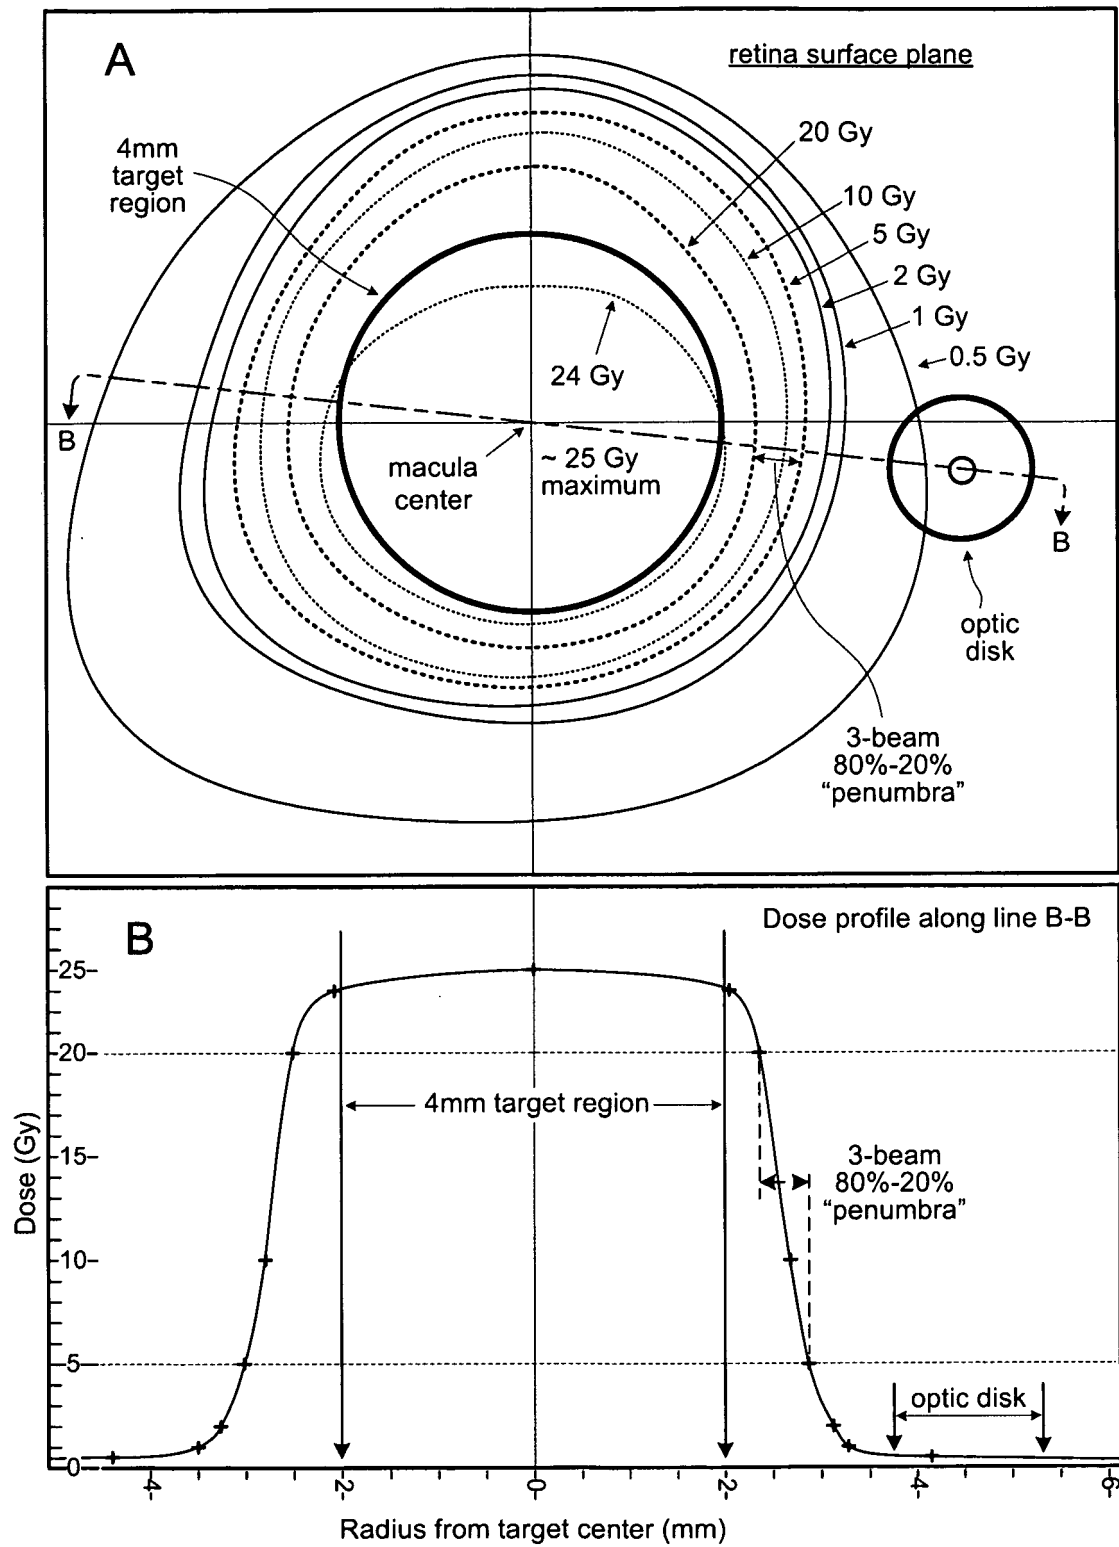 A
retina surface plane
4mm
target
region
20 Gy
10 Gy
5 Gy
2 Gy
1 Gy
0.5 Gy
24 Gy
B
macula
center
~ 25 Gy
maximum
B
optic
disk
3-beam
80%-20%
“penumbra”
B
Dose profile along line B-B
Dose (Gy)
25
20
15
10
5
0
4mm target region
3-beam
80%-20%
“penumbra”
optic disk
4-
2-
0-
2-
4-
6-
Radius from target center (mm)